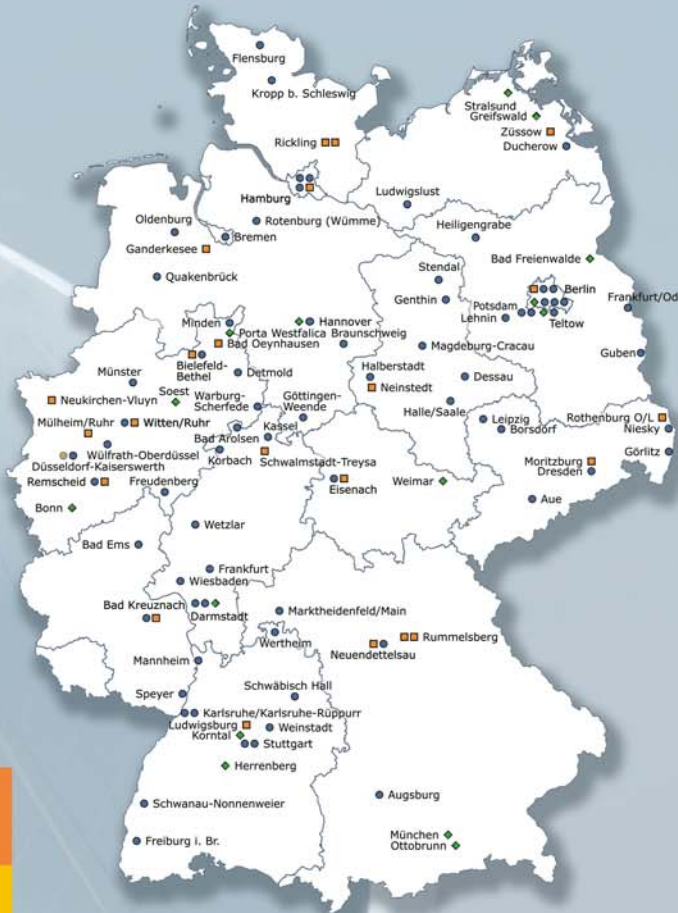 Flensburg
Kropp b. Schleswig
Stralsund
Greifswald
Rickling
Züssow
Ducherow
Hamburg
Ludwigslust
Oldenburg
Rotenburg (Wümme)
Bremen
Heiligengrabe
Ganderkesee
Bad Freienwalde
Quakenbrück
Stendal
Berlin
Genthin
Potsdam
Frankfurt/Od
Lehnin
Teltow
Minden
Hannover
Porta Westfalica
Braunschweig
Bad Oeynhausen
Magdeburg-Cracau
Guben
Bielefeld-
Bethel
Detmold
Halberstadt
Münster
Dessau
Neinstedt
Soest
Neukirchen-Vluyn
Warburg-
Scherfede
Göttingen-
Weende
Halle/Saale
Mülheim/Ruhr
Witten/Ruhr
Kassel
Leipzig
Rothenburg O/L
Bad Arolsen
Borsdorf
Niesky
Wülfrath-Oberdüssel
Korbach
Görlitz
Düsseldorf-Kaiserswerth
Schwalmstadt-Treysa
Moritzburg
Dresden
Remscheid
Freudenberg
Eisenach
Weimar
Aue
Bonn
Wetzlar
Bad Ems
Frankfurt
Wiesbaden
Bad Kreuznach
Marktheidenfeld/Main
Darmstadt
Rummelsberg
Wertheim
Neuendettelsau
Mannheim
Speyer
Schwäbisch Hall
Karlsruhe/Karlsruhe-Rüppurr
Ludwigsburg
Weinstadt
Korntal
Stuttgart
Herrenberg
Augsburg
Schwanau-Nonnenweier
München
Freiburg i. Br.
Ottobrunn